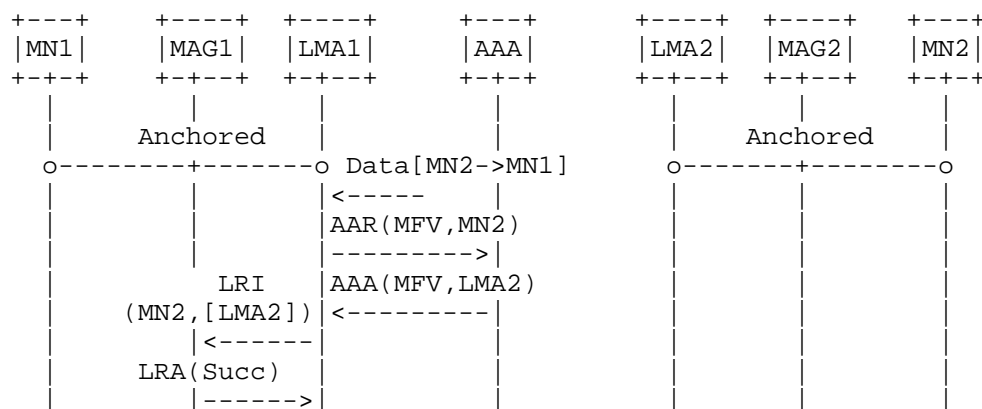 +---+ +----+ +----+ +---+ +----+ +----+ +---+
|MN1| |MAG1| |LMA1| |AAA| |LMA2| |MAG2| |MN2|
+-+-+ +-+--+ +-+--+ +-+-+ +-+--+ +-+--+ +-+-+
| | | | | | |
| Anchored | | | Anchored |
o--------+-------o Data[MN2->MN1] o-------+--------o
| | |<----- | | | |
| | |AAR(MFV,MN2) | | |
| | |--------->| | | |
| LRI |AAA(MFV,LMA2) | | |
| (MN2,[LMA2])|<---------| | | |
| |<------| | | | |
| LRA(Succ) | | | | |
| |------>| | | | |